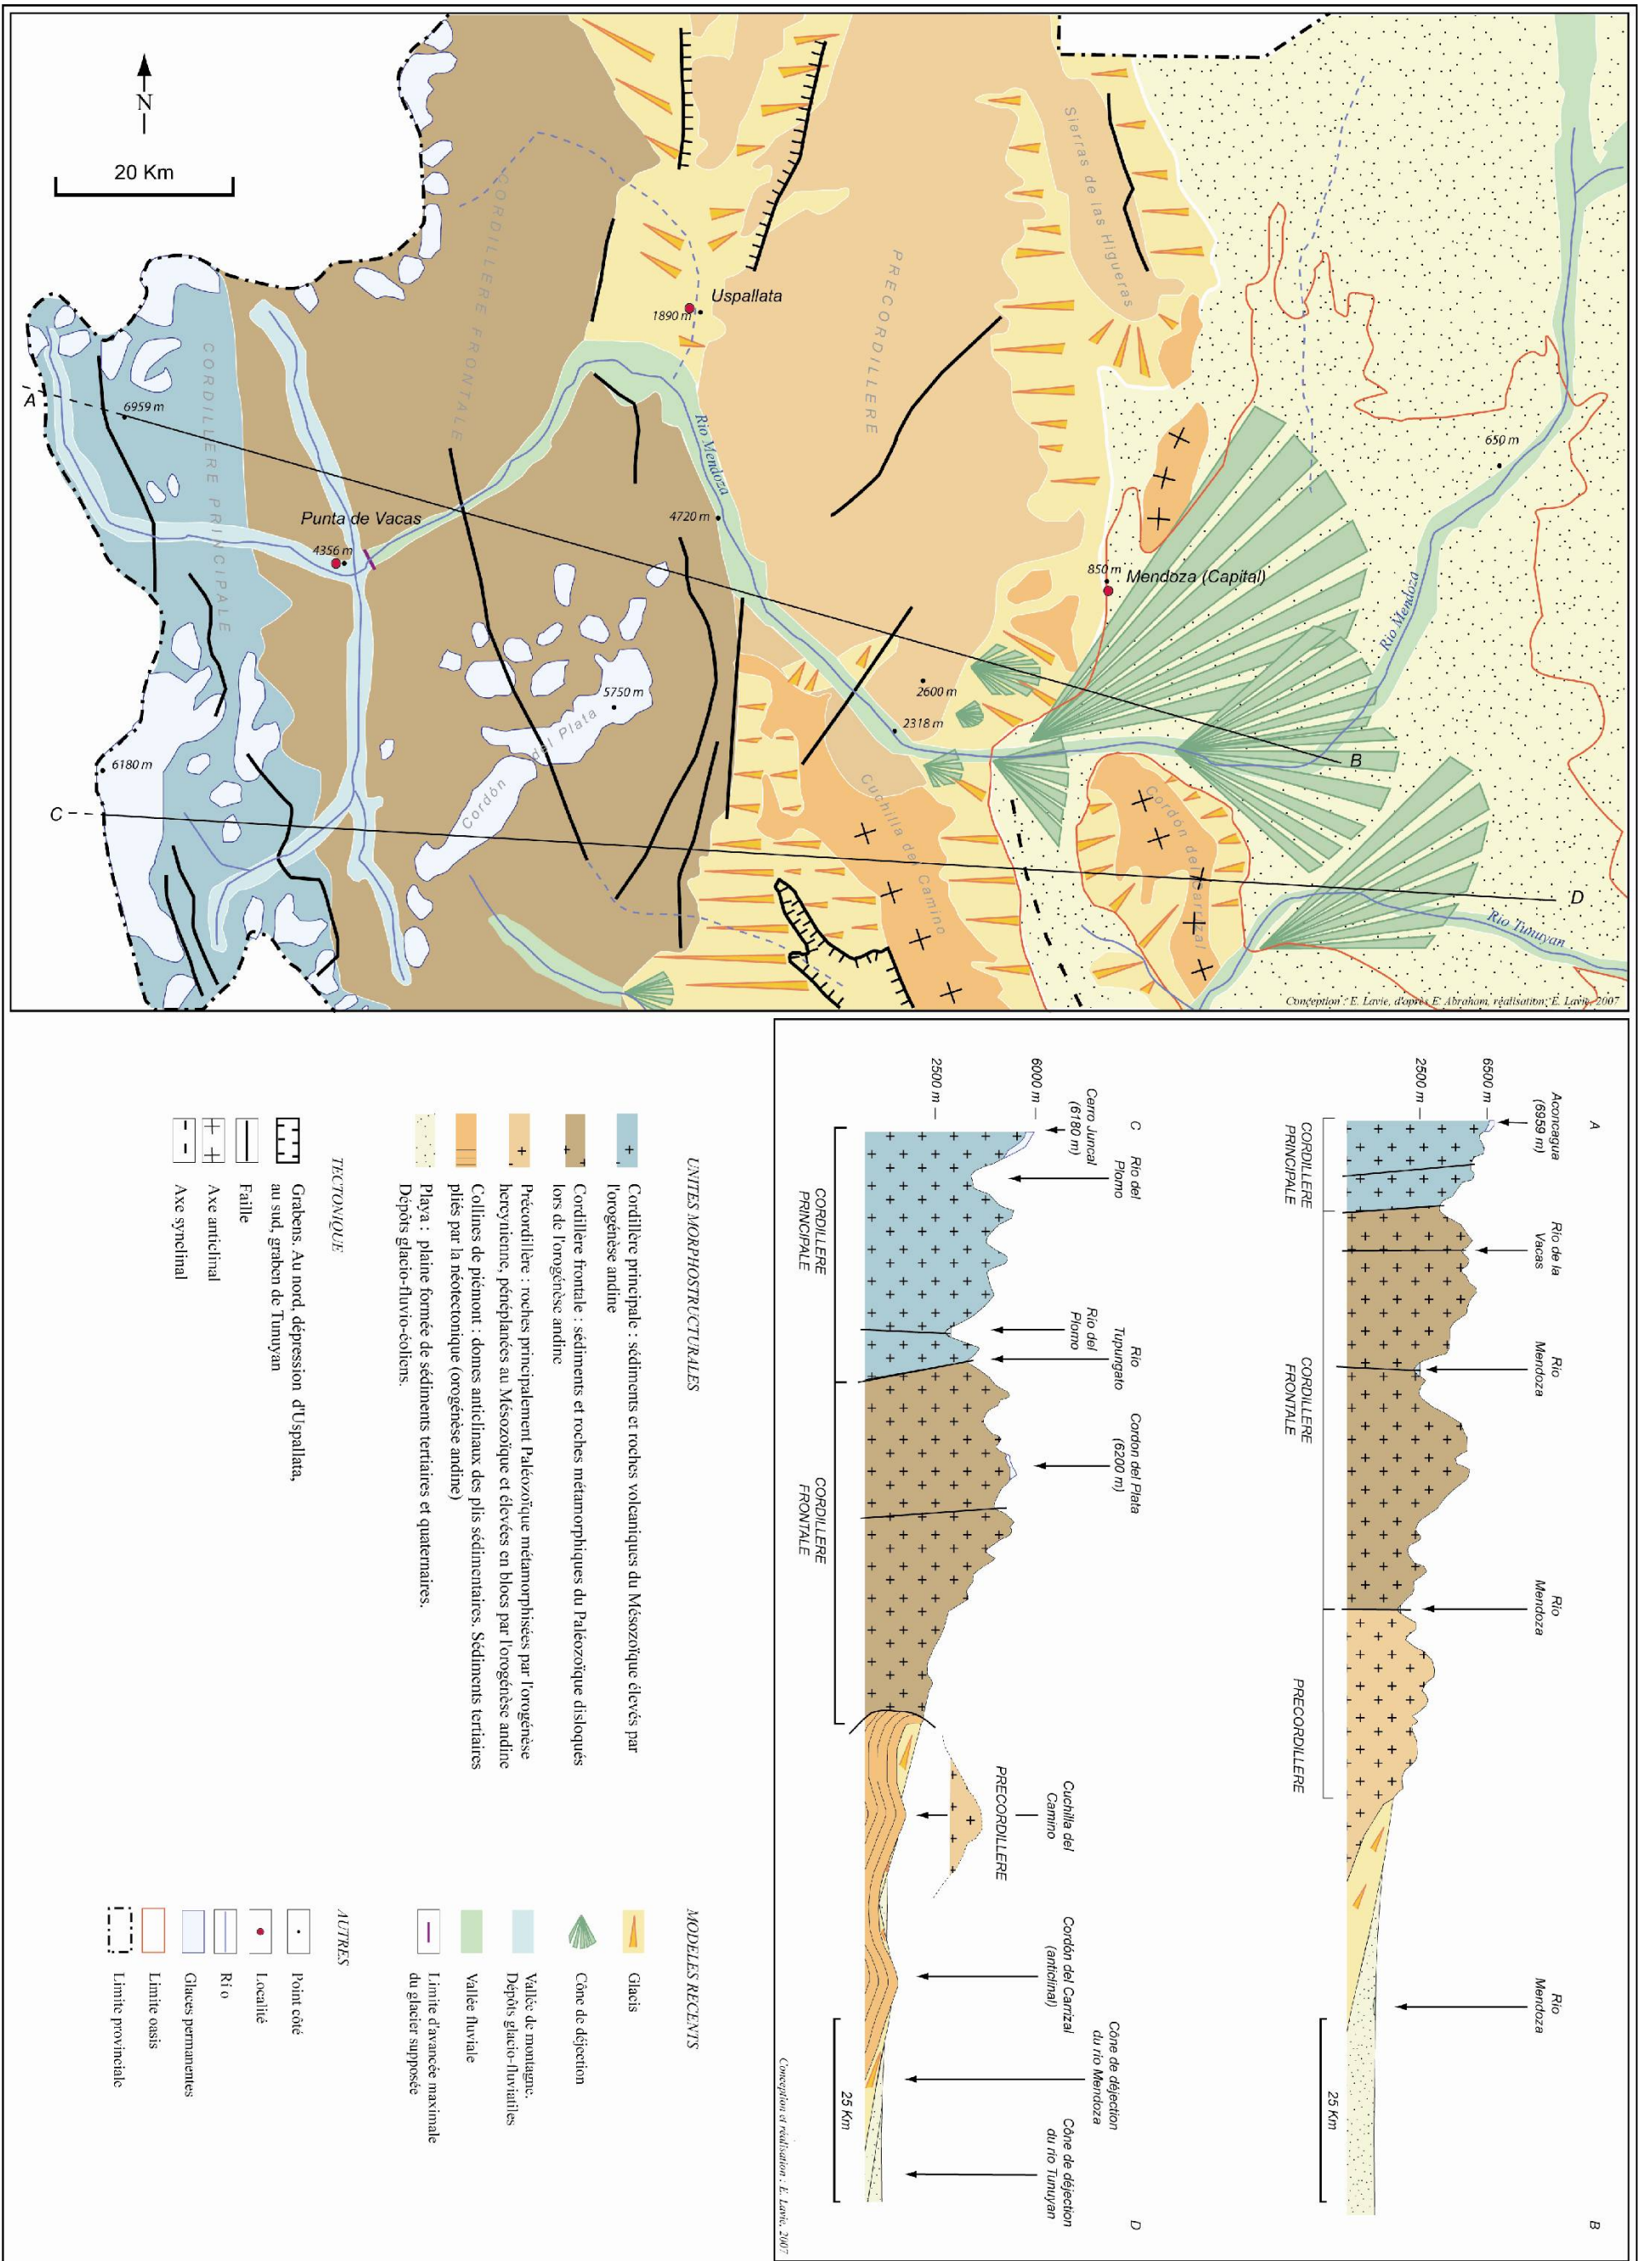 N
20 Km
Sierras de las Higueras
CORDILLERE FRONTALE
PRECORDILLERE
CORDILLERE PRINCIPALE
Uspallata
1890 m
A
6959 m
Rio Mendoza
650 m
4720 m
Punta de Vacas
4356 m
850 m
Mendoza (Capital)
Rio Mendoza
5750 m
2600 m
2318 m
Cordón del Plata
6180 m
B
Cuchilla del Camino
Cordón del Carrizal
C
D
Rio Tunuyan
Conception : E. Lavie, d'après E. Abraham, réalisation; E. Lavie, 2007
A
B
6500 m
2500 m
Aconcagua
(6959 m)
Rio de la
Vacas
Rio
Mendoza
Rio
Mendoza
Rio
Mendoza
CORDILLERE
PRINCIPALE
CORDILLERE
FRONTALE
PRECORDILLERE
25 Km
C
D
6000 m
2500 m
Cerro Juncal
(6180 m)
Rio del
Plomo
Rio del
Plomo
Rio
Tupungato
Cordon del Plata
(6200 m)
Cuchilla del
Camino
PRECORDILLERE
Cordón del Carrizal
(anticlinal)
Cône de déjection
du rio Mendoza
Cône de déjection
du rio Tunuyan
CORDILLERE
PRINCIPALE
CORDILLERE
FRONTALE
25 Km
Conception et réalisation : E. Lavie, 2007
UNITES MORPHOSTRUCTURALES
Cordillère principale : sédiments et roches volcaniques du Mésozoïque élevés par
l'orogénèse andine
Cordillère frontale : sédiments et roches métamorphiques du Paléozoïque disloqués
lors de l'orogénèse andine
Précordillère : roches principalement Paléozoïque métamorphisées par l'orogénèse
hercynienne, pénéplanées au Mésozoïque et élevées en blocs par l'orogénèse andine
Collines de piémont : domes anticlinaux des plis sédimentaires. Sédiments tertiaires
pliés par la néotectonique (orogénèse andine)
Playa : plaine formée de sédiments tertiaires et quaternaires.
Dépôts glacio-fluvio-éoliens.
TECTONIQUE
Grabens. Au nord, dépression d'Uspallata,
au sud, graben de Tunuyan
Faille
Axe anticlinal
Axe synclinal
MODELES RECENTS
Glacis
Cône de déjection
Vallée de montagne.
Dépôts glacio-fluviatiles
Vallée fluviale
Limite d'avancée maximale
du glacier supposée
AUTRES
Point côté
Localité
Río
Glaces permanentes
Limite oasis
Limite provinciale